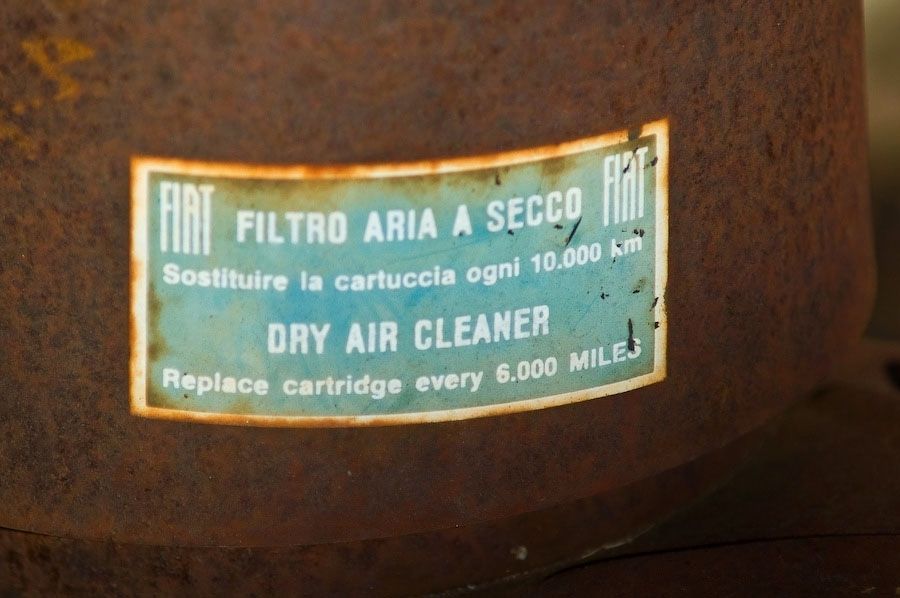 FIAT FILTRO ARIA A SECCO FIAT
Sostituire la cartuccia ogni 10.000 km
DRY AIR CLEANER
Replace cartridge every 6.000 MILES